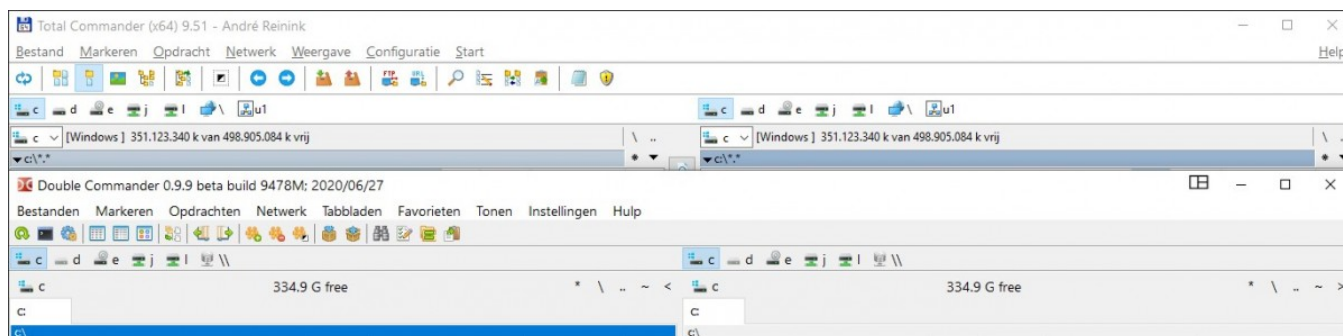 Total Commander (x64) 9.51 - André Reinink
Bestand Markeren Opdracht Netwerk Weergave Configuratie Start Help
FTP URL
c d e j l \ u1 c d e j l \ u1
c [Windows ] 351.123.340 k van 498.905.084 k vrij \ .. c [Windows ] 351.123.340 k van 498.905.084 k vrij \ ..
c:\*.* * c:\*.* *
Double Commander 0.9.9 beta build 9478M; 2020/06/27
Bestanden Markeren Opdrachten Netwerk Tabbladen Favorieten Tonen Instellingen Hulp
c d e j l \\ c d e j l \\
c 334.9 G free * \ .. ~ < c 334.9 G free * \ .. ~ >
c: c:
c:\ c:\